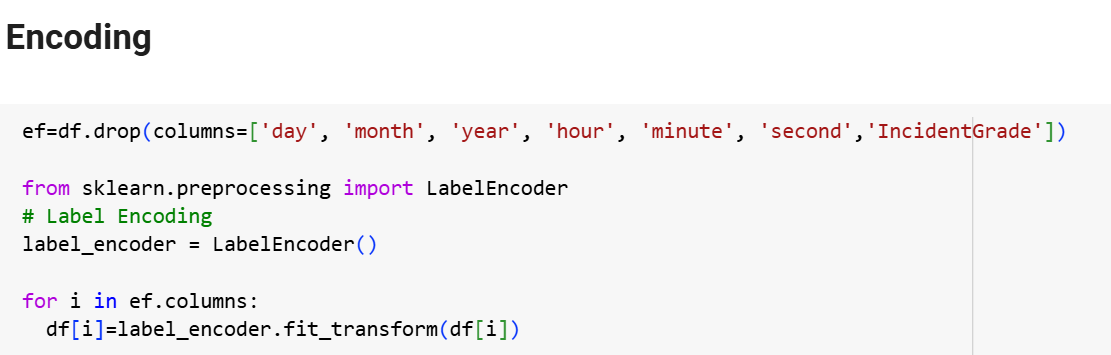 Encoding
ef=df.drop(columns=['day', 'month', 'year', 'hour', 'minute', 'second','IncidentGrade'])
from sklearn.preprocessing import LabelEncoder
# Label Encoding
label_encoder = LabelEncoder()
for i in ef.columns:
  df[i]=label_encoder.fit_transform(df[i])